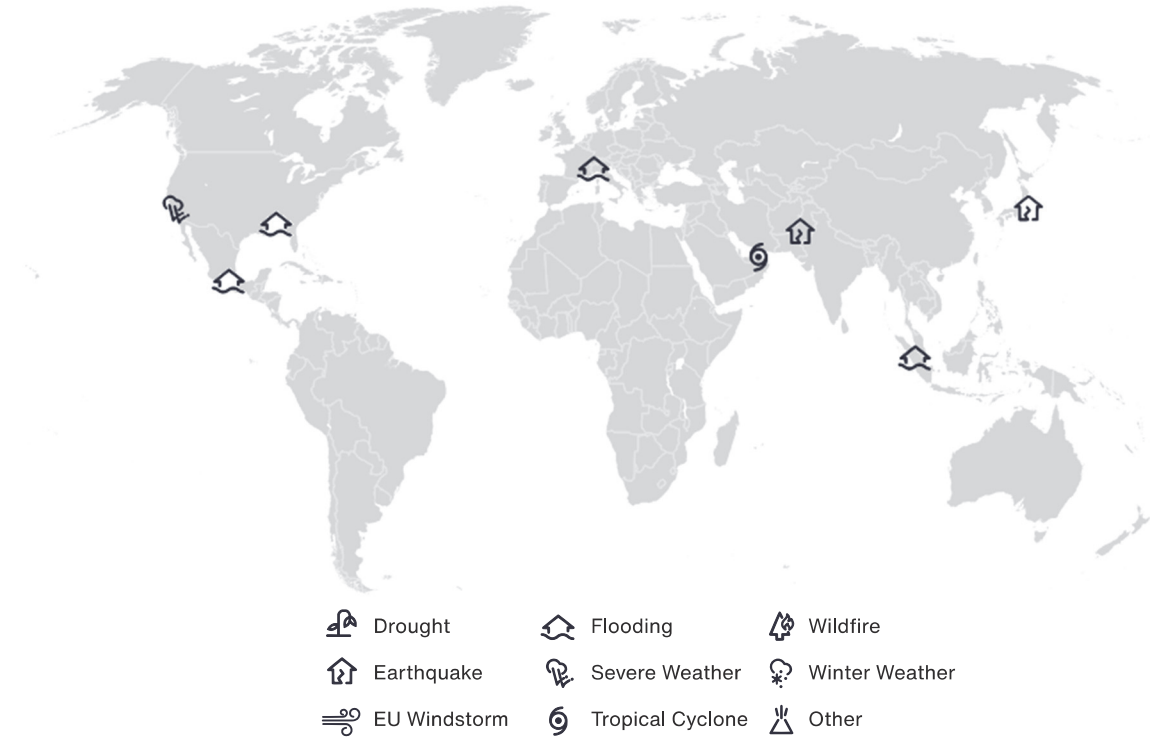 Drought
Flooding
Wildfire
Earthquake
Severe Weather
Winter Weather
EU Windstorm
Tropical Cyclone
Other